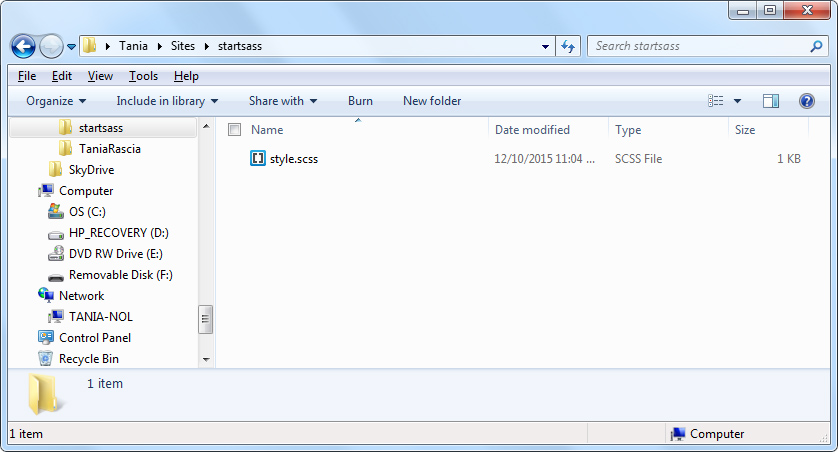 Tania Sites startsass Search startsass
File Edit View Tools Help
Organize Include in library Share with Burn New folder
Name Date modified Type Size
style.scss 12/10/2015 11:04 ... SCSS File 1 KB
startsass
TaniaRascia
SkyDrive
Computer
OS (C:)
HP_RECOVERY (D:)
DVD RW Drive (E:)
Removable Disk (F:)
Network
TANIA-NOL
Control Panel
Recycle Bin
1 item
1 item Computer